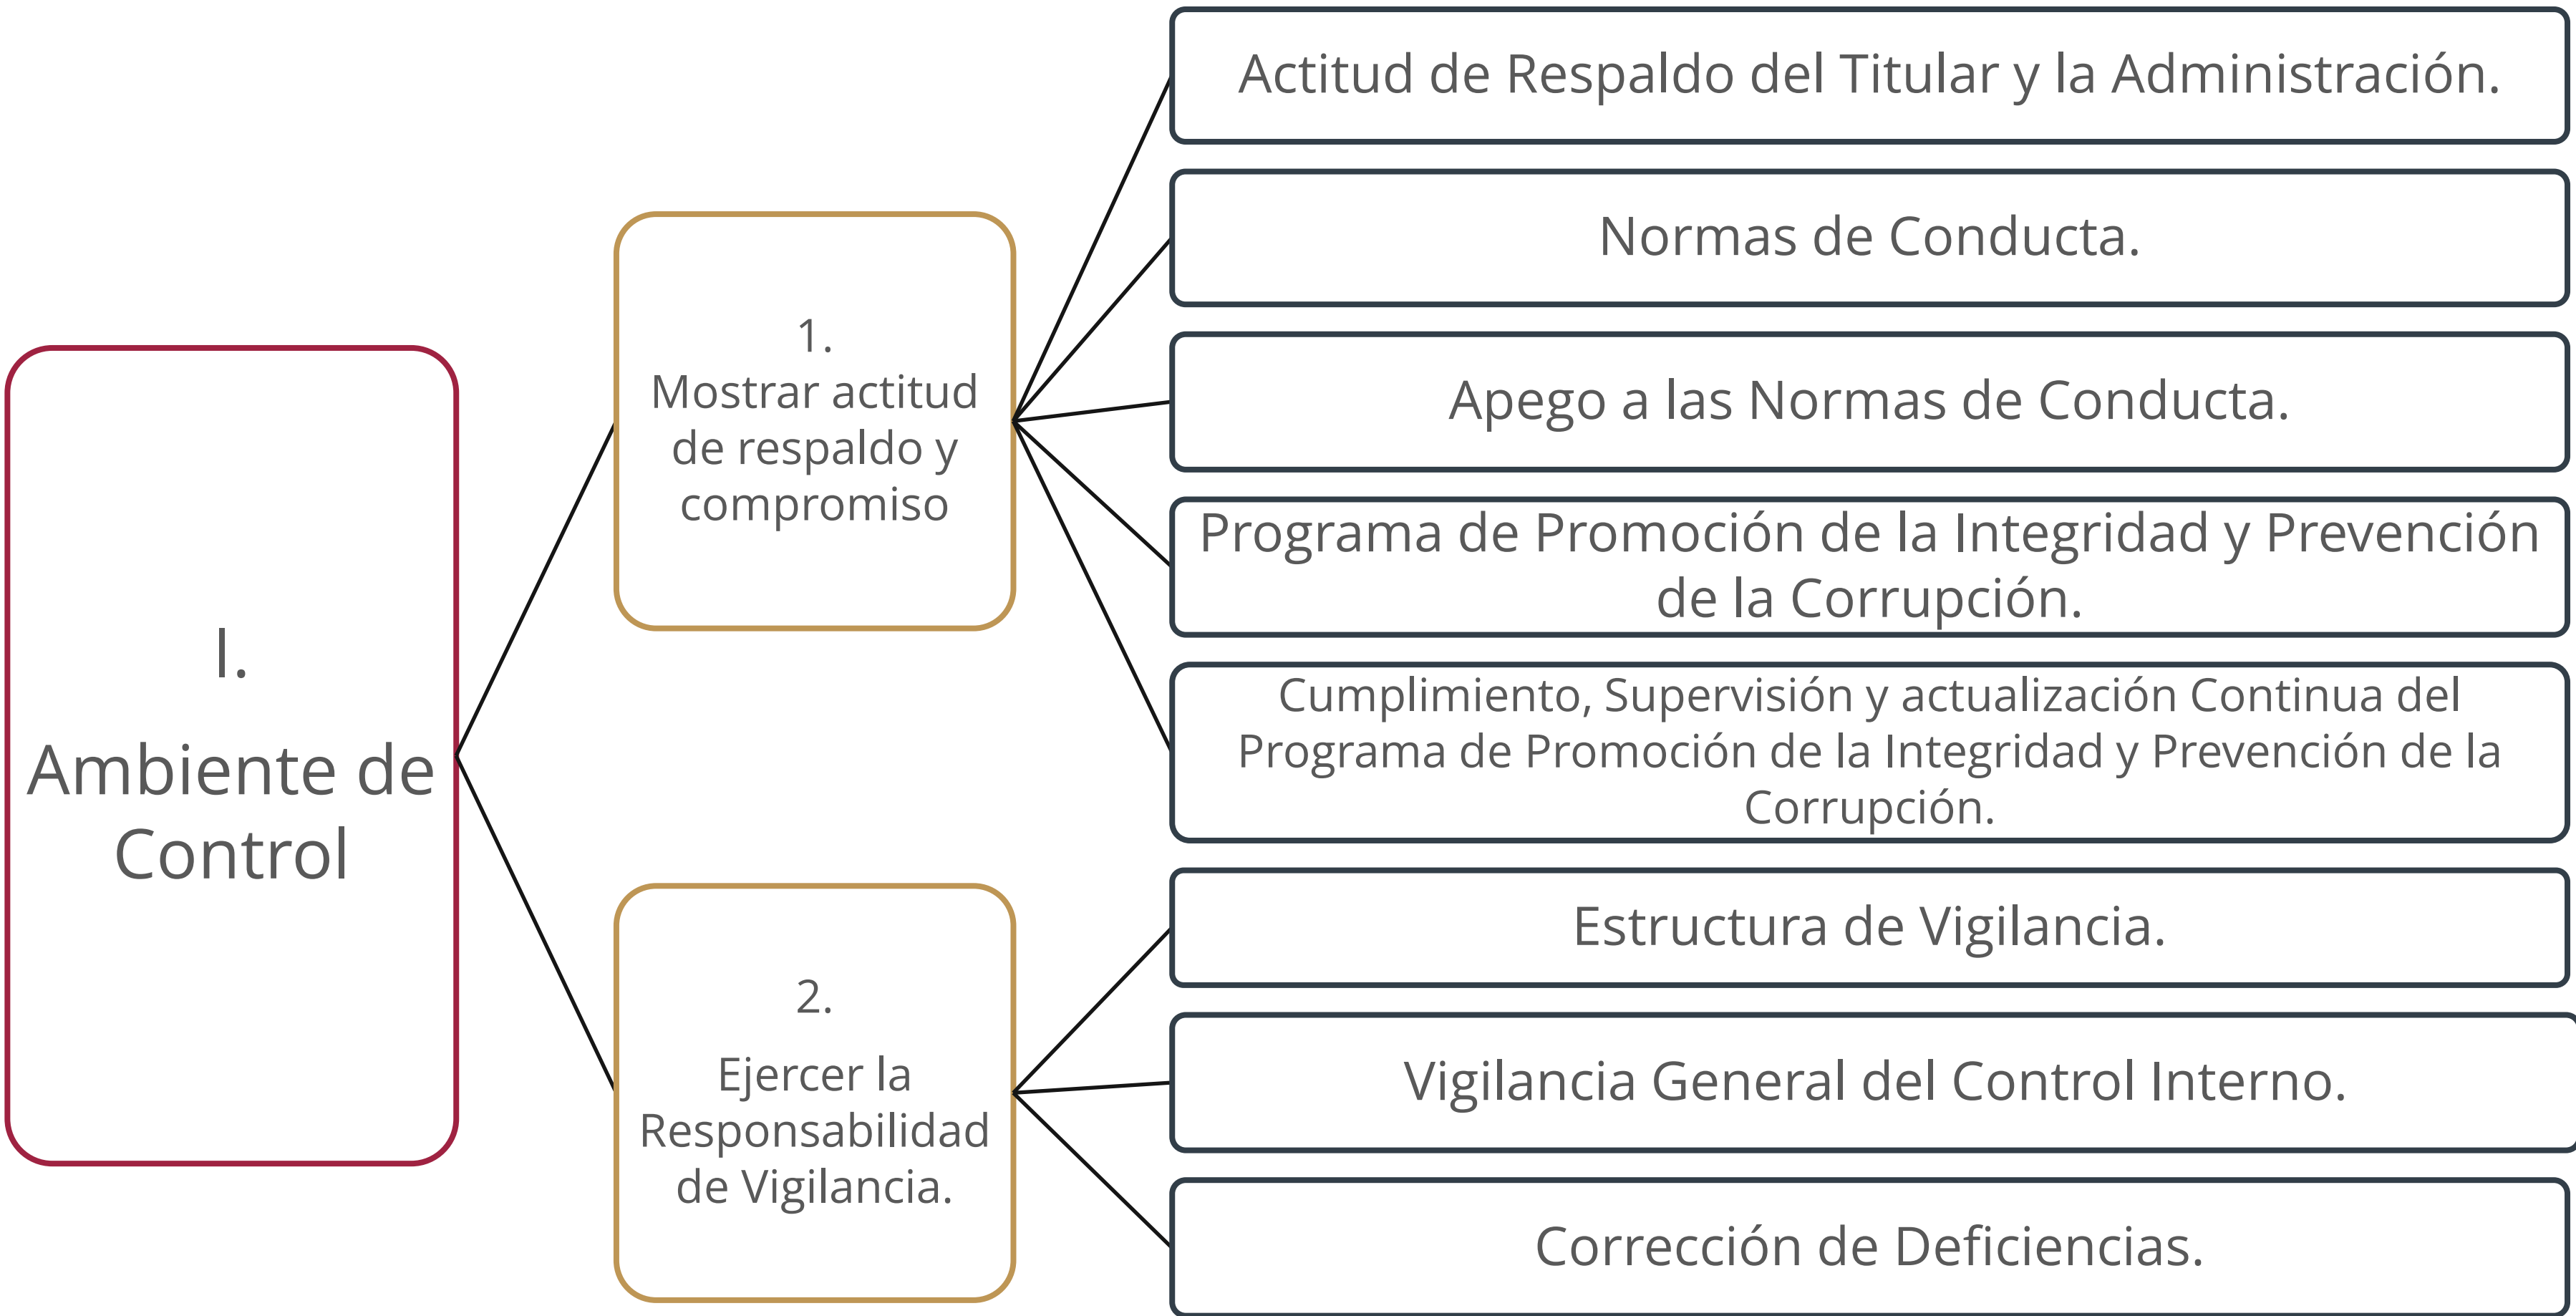 I.
Ambiente de
Control
1.
Mostrar actitud
de respaldo y
compromiso
Actitud de Respaldo del Titular y la Administración.
Normas de Conducta.
Apego a las Normas de Conducta.
Programa de Promoción de la Integridad y Prevención
de la Corrupción.
Cumplimiento, Supervisión y actualización Continua del
Programa de Promoción de la Integridad y Prevención de la
Corrupción.
2.
Ejercer la
Responsabilidad
de Vigilancia.
Estructura de Vigilancia.
Vigilancia General del Control Interno.
Corrección de Deficiencias.